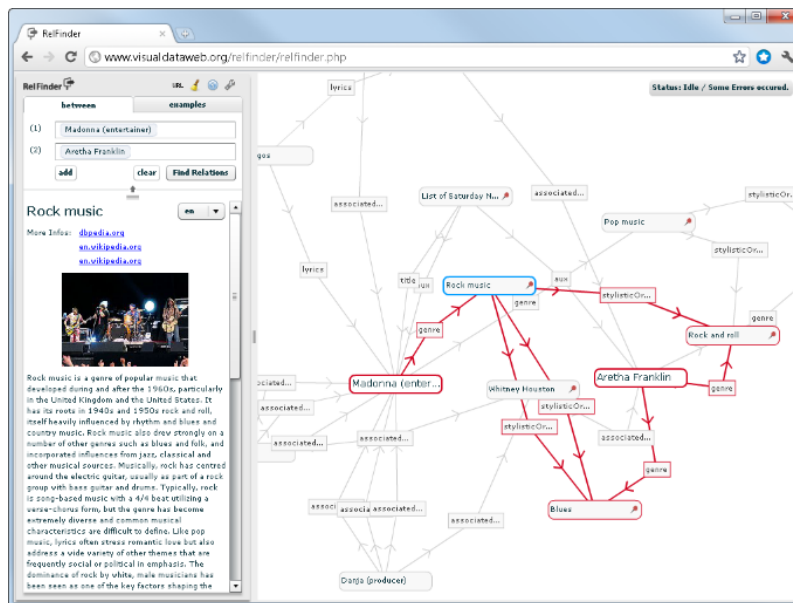 RelFinder
www.visualdataweb.org/relfinder/relfinder.php
RelFinder
URL
between
examples
(1)
Madonna (entertainer)
(2)
Aretha Franklin
add
clear
Find Relations
Rock music
en
More Infos:
dbpedia.org
en.wikipedia.org
en.wikipedia.org
Rock music is a genre of popular music that
developed during and after the 1960s, particularly
in the United Kingdom and the United States. It
has its roots in 1940s and 1950s rock and roll,
itself heavily influenced by rhythm and blues and
country music. Rock music also drew strongly on a
number of other genres such as blues and folk, and
incorporated influences from jazz, classical and
other musical sources. Musically, rock has centred
around the electric guitar, usually as part of a rock
group with bass guitar and drums. Typically, rock
is song-based music with a 4/4 beat utilizing a
verse-chorus form, but the genre has become
extremely diverse and common musical
characteristics are difficult to define. Like pop
music, lyrics often stress romantic love but also
address a wide variety of other themes that are
frequently social or political in emphasis. The
dominance of rock by white, male musicians has
been seen as one of the key factors shaping the
Status: Idle / Some Errors occured.
lyrics
gos
associated...
List of Saturday N...
associated...
stylisticOr...
Pop music
stylisticOr...
lyrics
title
aux
aux
Rock music
genre
stylisticOr...
genre
genre
Rock and roll
Madonna (enter...
Aretha Franklin
genre
ssociated...
Whitney Houston
associated...
stylisticOr...
stylisticOr...
associated...
associated...
associated...
genre
associated...
Blues
associated...
associated...
Danja (producer)